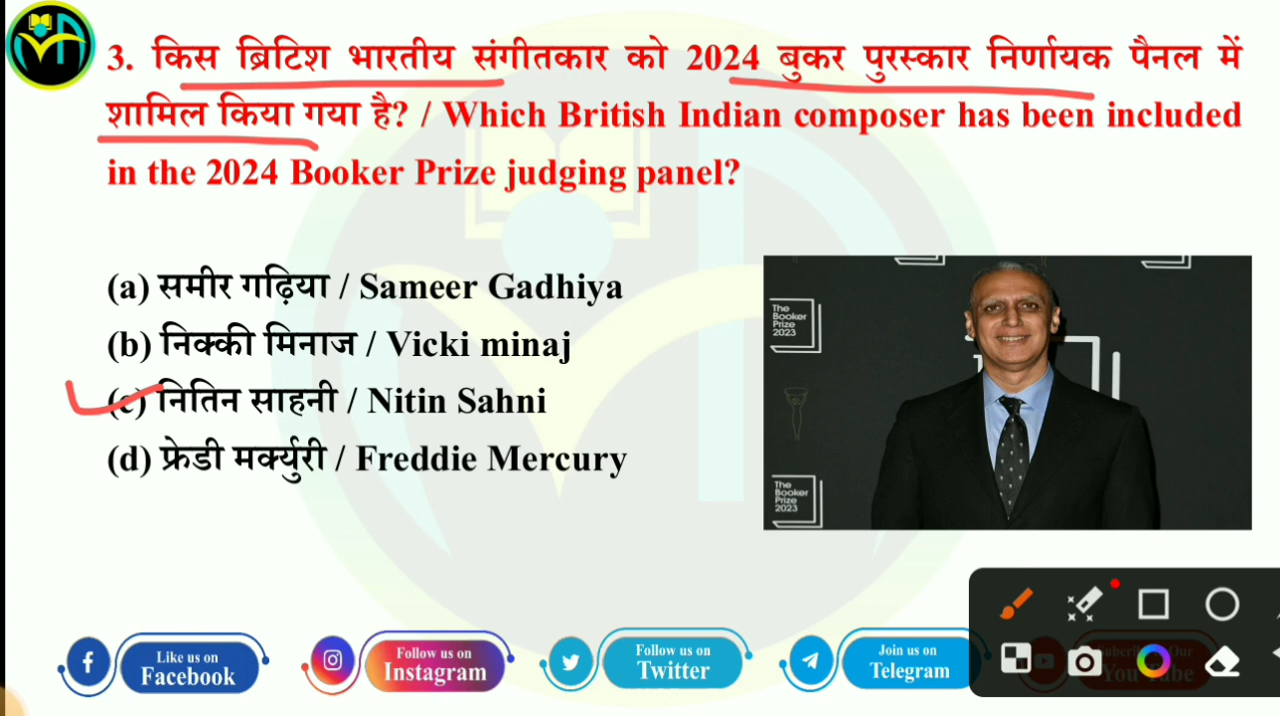 3. किस ब्रिटिश भारतीय संगीतकार को 2024 बुकर पुरस्कार निर्णायक पैनल में
शामिल किया गया है? / Which British Indian composer has been included
in the 2024 Booker Prize judging panel?
(a) समीर गढ़िया / Sameer Gadhiya
(b) निक्की मिनाज / Vicki minaj
(c) नितिन साहनी / Nitin Sahni
(d) फ्रेडी मर्क्युरी / Freddie Mercury
The
Booker
Prize
2023
The
Booker
Prize
2023
Like us on
Facebook
Follow us on
Instagram
Follow us on
Twitter
Join us on
Telegram
Our
You Tube